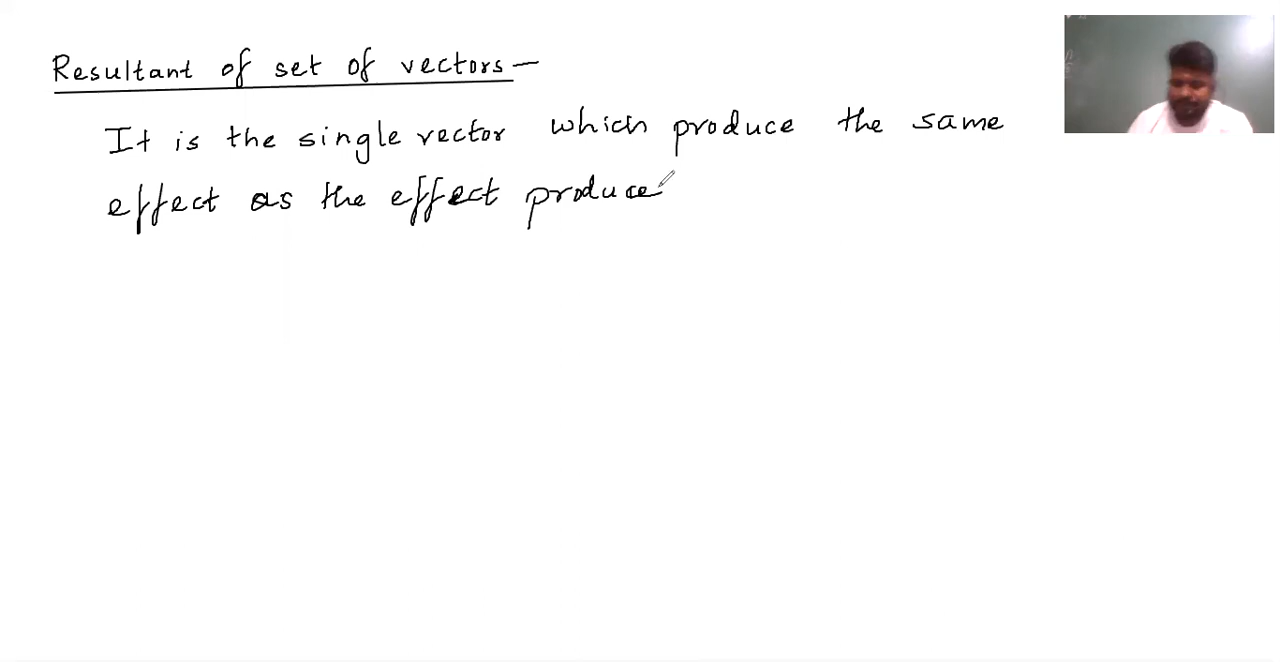 Resultant of set of vectors —
It is the single vector which produce the same
effect as the effect produce